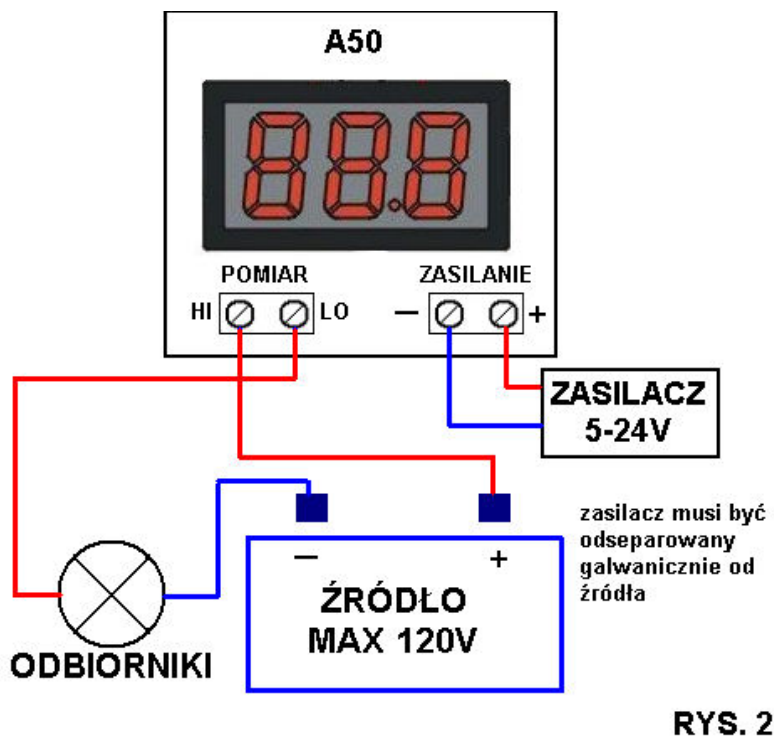 A50
88.8
POMIAR
ZASILANIE
HI
LO
−
+
ZASILACZ
5-24V
zasilacz musi być
odseparowany
galwanicznie od
źródła
−
+
ŹRÓDŁO
MAX 120V
ODBIORNIKI
RYS. 2